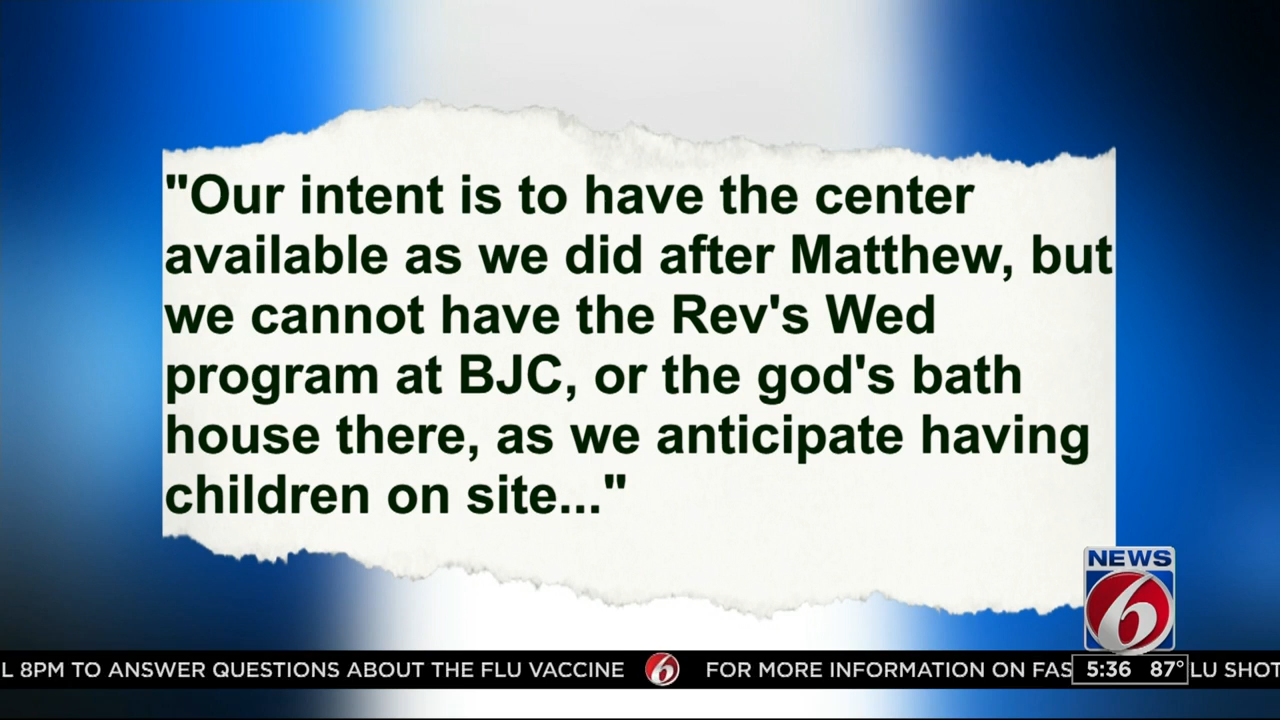 "Our intent is to have the center
available as we did after Matthew, but
we cannot have the Rev's Wed
program at BJC, or the god's bath
house there, as we anticipate having
children on site..."
NEWS
6
L 8PM TO ANSWER QUESTIONS ABOUT THE FLU VACCINE 6 FOR MORE INFORMATION ON FAS 5:36 87° LU SHOT